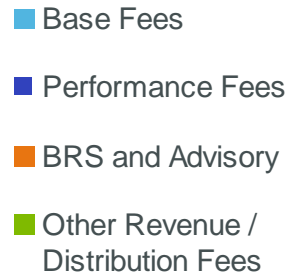 Base Fees
Performance Fees
BRS and Advisory
Other Revenue /
Distribution Fees